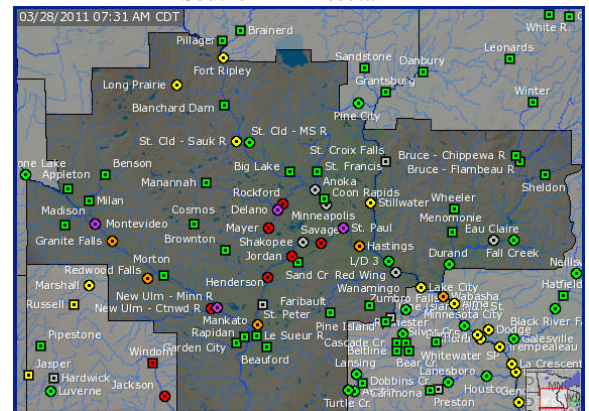 03/28/2011 07:31 AM CDT
Brainerd
White R.
Pillager
Leonards
Fort Ripley
Sandstone
Danbury
Grantsburg
Long Prairie
Winter
Blanchard Dam
Pine City
St. Cld - MS R
St. Cld - Sauk R
St. Croix Falls
one Lake
Benson
Big Lake
St. Francis
Bruce - Chippewa R
Bruce - Flambeau R
Appleton
Manannah
Anoka
Sheldon
Milan
Rockford
Coon Rapids
Stillwater
Wheeler
Madison
Cosmos
Delano
Minneapolis
Menomonie
Montevideo
Mayer
Savage
St. Paul
Eau Claire
Granite Falls
Brownton
Shakopee
Hastings
Fall Creek
Morton
Jordan
L/D 3
Durand
Redwood Falls
Sand Cr
Red Wing
Neills
Marshall
Henderson
Wanamingo
Lake City
Hatfield
New Ulm - Minn R
Zumbro Falls
Wabasha
Russell
New Ulm - Ctnwd R
Faribault
St. Peter
Minnesota City
Black River F
Mankato
Pine Island
Dodge
Pipestone
Rapidan
Le Sueur R
Galesville
Garden City
Cascade Cr.
Trempealeau
Windom
Beauford
Beltline
Whitewater SP
Jasper
Lansing
Bear Cr
La Crescent
Hardwick
Lanesboro
Luverne
Jackson
Dobbins Cr
Houston
Turtle Cr.
Preston